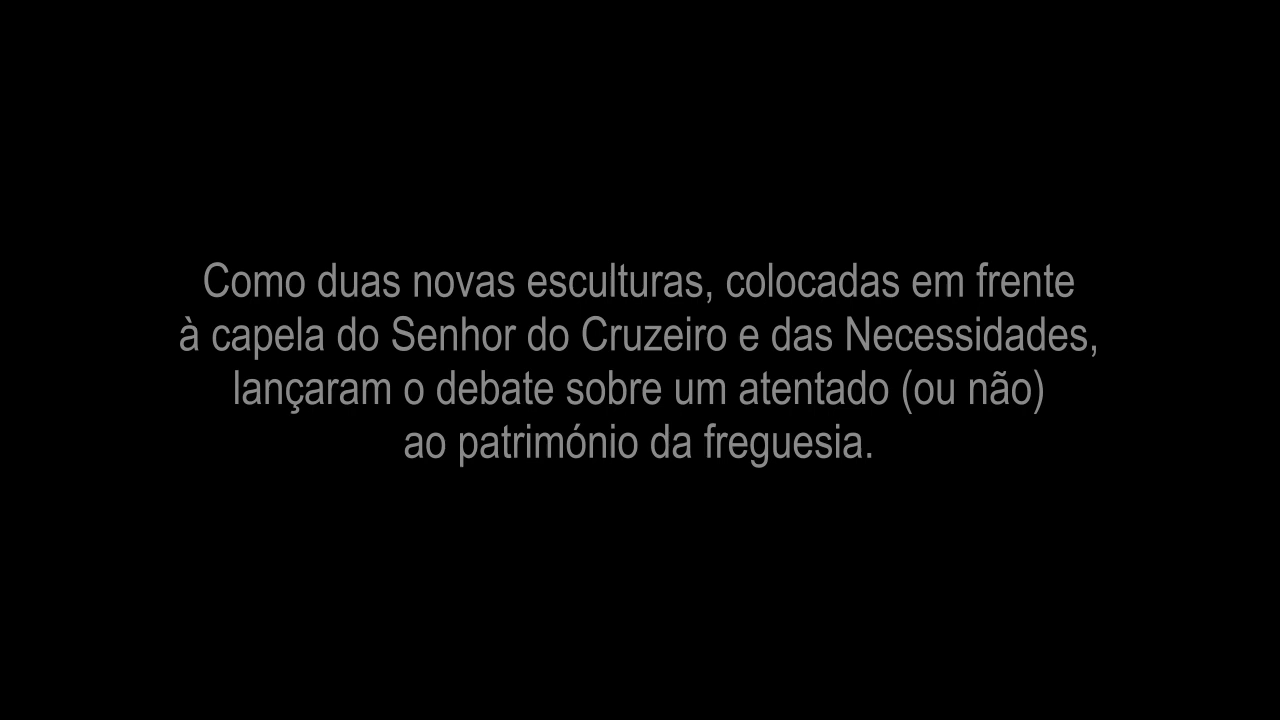 Como duas novas esculturas, colocadas em frente
à capela do Senhor do Cruzeiro e das Necessidades,
lançaram o debate sobre um atentado (ou não)
ao património da freguesia.